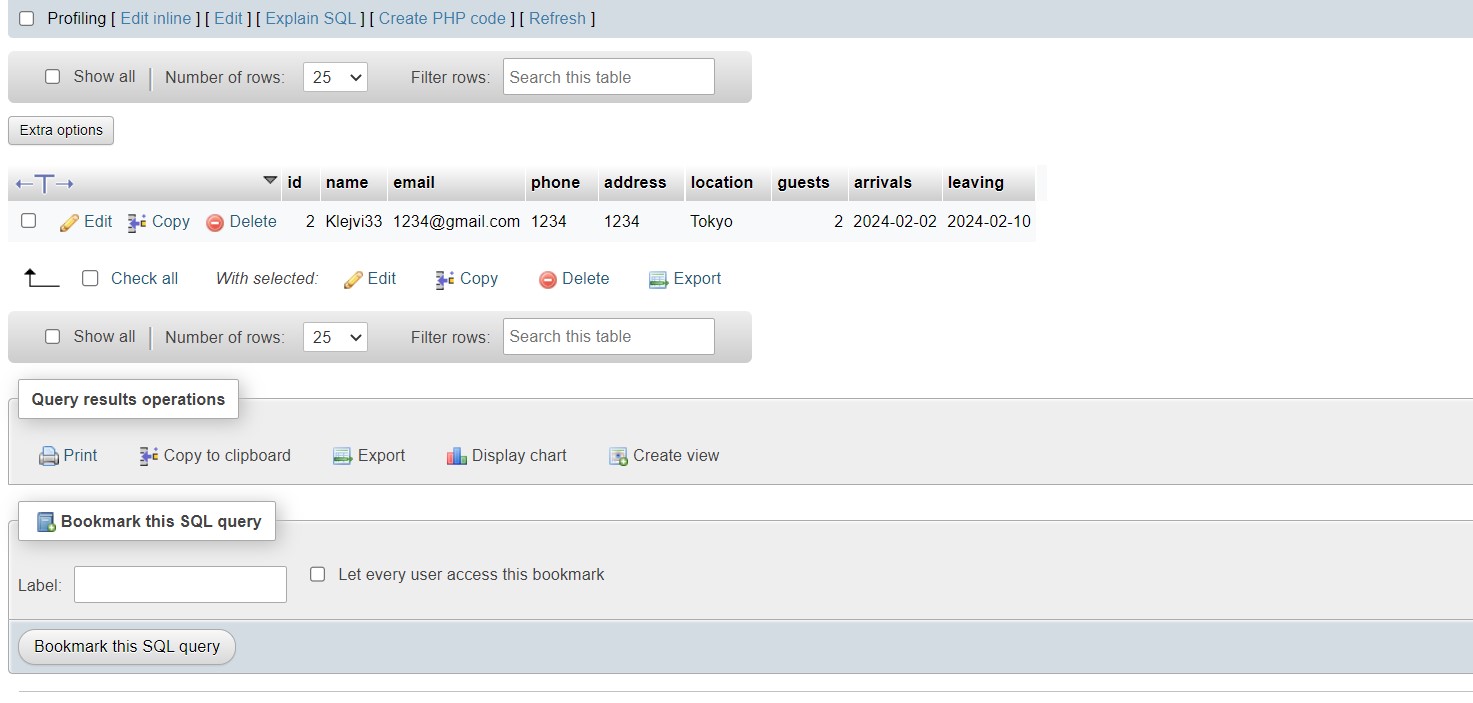 Profiling [ Edit inline ] [ Edit ] [ Explain SQL ] [ Create PHP code ] [ Refresh ]
Show all Number of rows: 25 Filter rows: Search this table
Extra options
id name email phone address location guests arrivals leaving
Edit Copy Delete 2 Klejvi33 1234@gmail.com 1234 1234 Tokyo 2 2024-02-02 2024-02-10
Check all With selected: Edit Copy Delete Export
Show all Number of rows: 25 Filter rows: Search this table
Query results operations
Print Copy to clipboard Export Display chart Create view
Bookmark this SQL query
Label: Let every user access this bookmark
Bookmark this SQL query